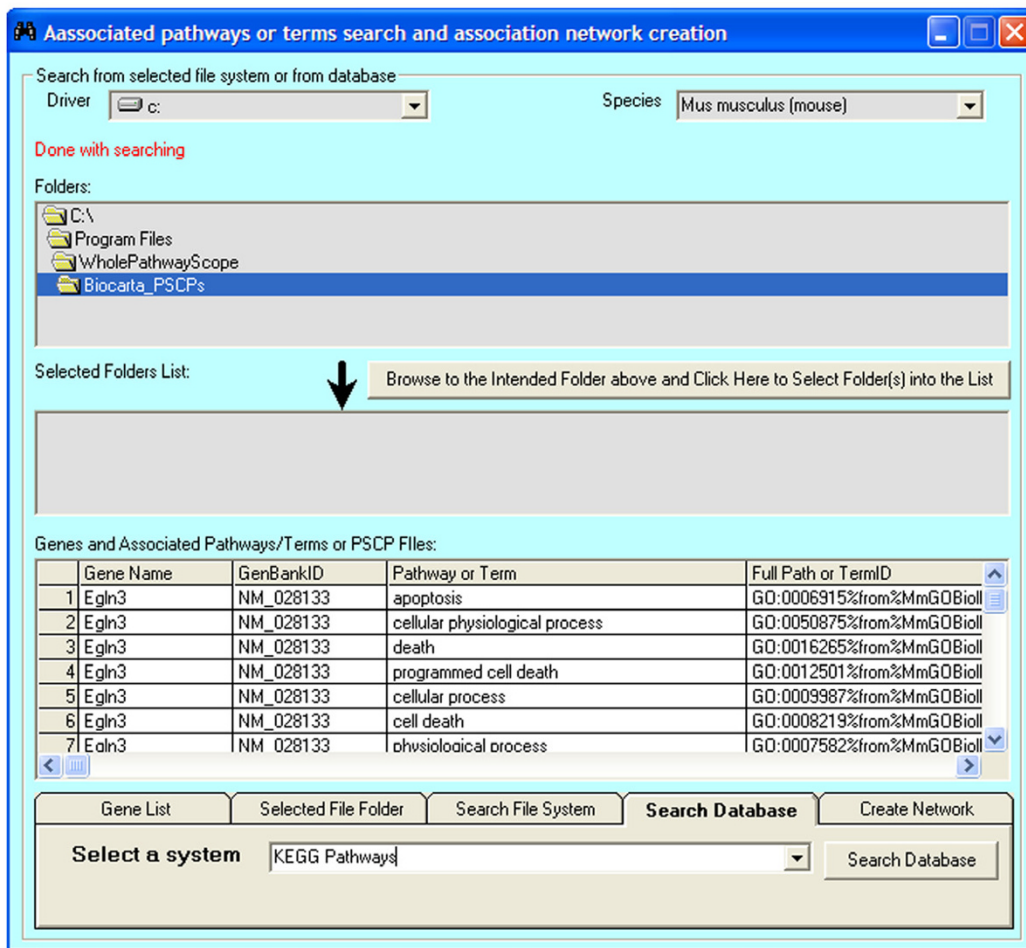 Aassociated pathways or terms search and association network creation
Search from selected file system or from database
Driver c: Species Mus musculus (mouse)
Done with searching
Folders:
C:\
Program Files
WholePathwayScope
Biocarta_PSCPs
Selected Folders List: Browse to the Intended Folder above and Click Here to Select Folder(s) into the List
Genes and Associated Pathways/Terms or PSCP FIles:
Gene Name GenBankID Pathway or Term Full Path or TermID
1 Egln3 NM_028133 apoptosis GO:0006915%from%MmGOBioll
2 Egln3 NM_028133 cellular physiological process GO:0050875%from%MmGOBioll
3 Egln3 NM_028133 death GO:0016265%from%MmGOBioll
4 Egln3 NM_028133 programmed cell death GO:0012501%from%MmGOBioll
5 Egln3 NM_028133 cellular process GO:0009987%from%MmGOBioll
6 Egln3 NM_028133 cell death GO:0008219%from%MmGOBioll
7 Egln3 NM_028133 physiological process GO:0007582%from%MmGOBioll
Gene List Selected File Folder Search File System Search Database Create Network
Select a system KEGG Pathways Search Database